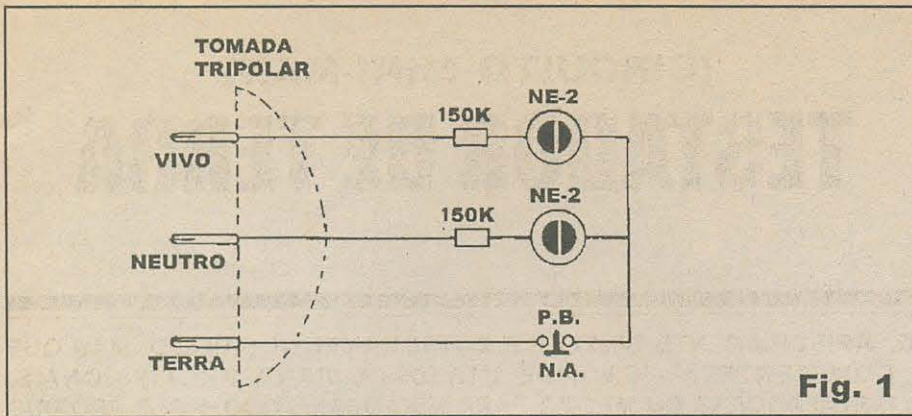 TOMADA
TRIPOLAR
NE-2
150K
VIVO
NE-2
150K
NEUTRO
P.B.
TERRA
N.A.
Fig. 1